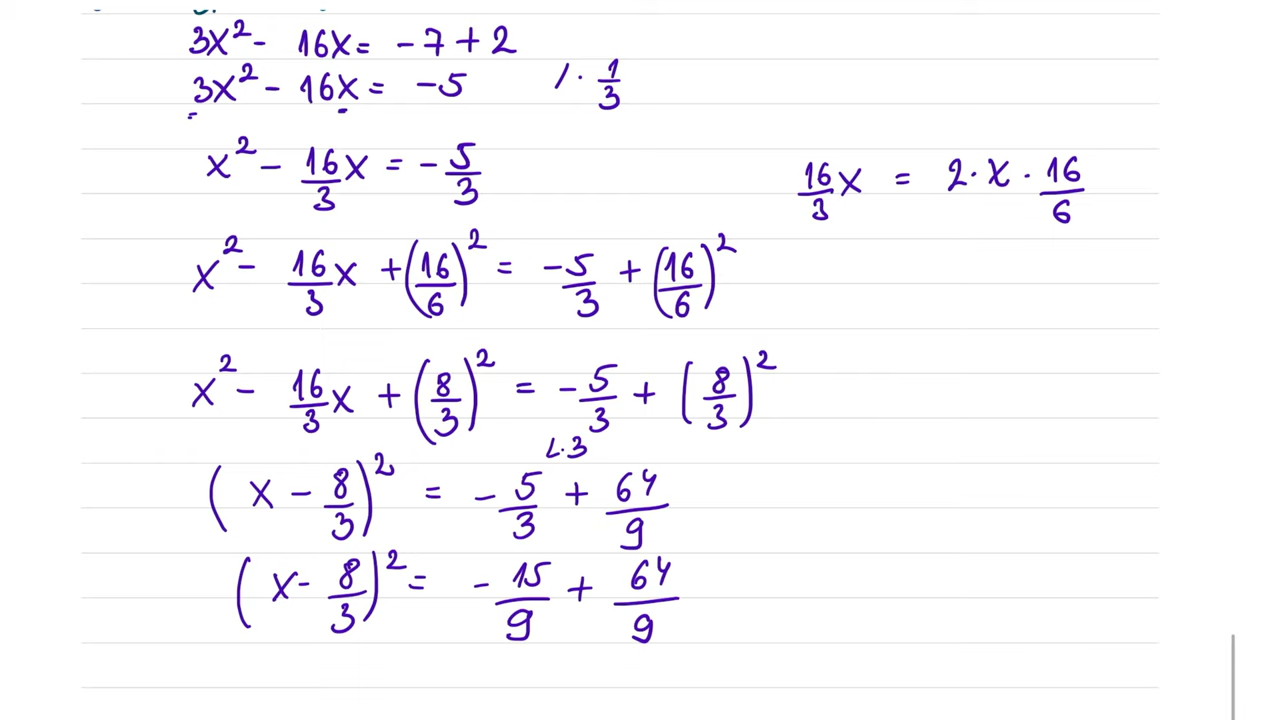 3x² - 16x = -7 + 2
3x² - 16x = -5 / · 1/3
x² - 16/3 x = - 5/3
16/3 x = 2 · x · 16/6
x² - 16/3 x + (16/6)² = - 5/3 + (16/6)²
x² - 16/3 x + (8/3)² = - 5/3 + (8/3)²
∠·3
(x - 8/3)² = - 5/3 + 64/9
(x - 8/3)² = - 15/9 + 64/9